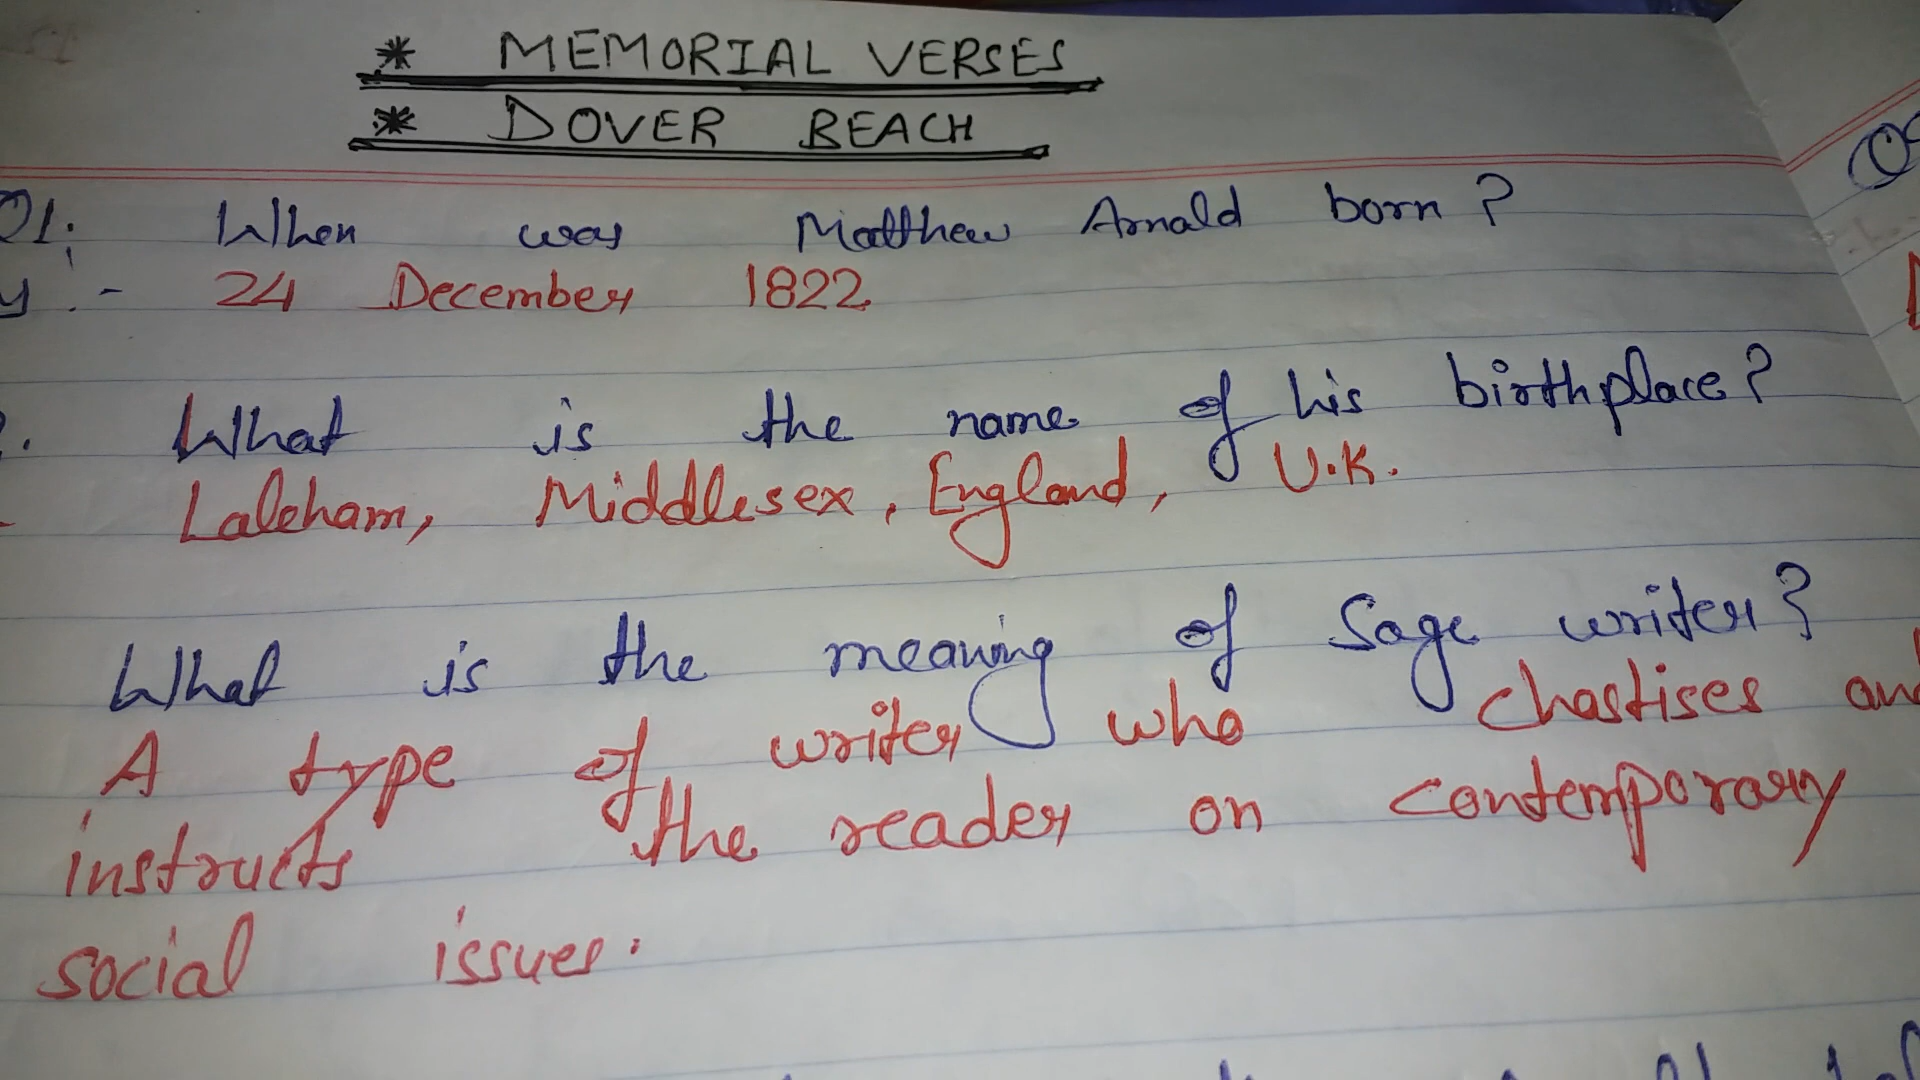 * MEMORIAL VERSES
* DOVER BEACH
Q1: When was Matthew Arnald born?
:- 24 December 1822
What is the name of his birthplace?
Laleham, Middlesex, England, U.K.
What is the meaning of Sage writer?
A type of writer who chastises and
instructs the reader on contemporary
social issues.